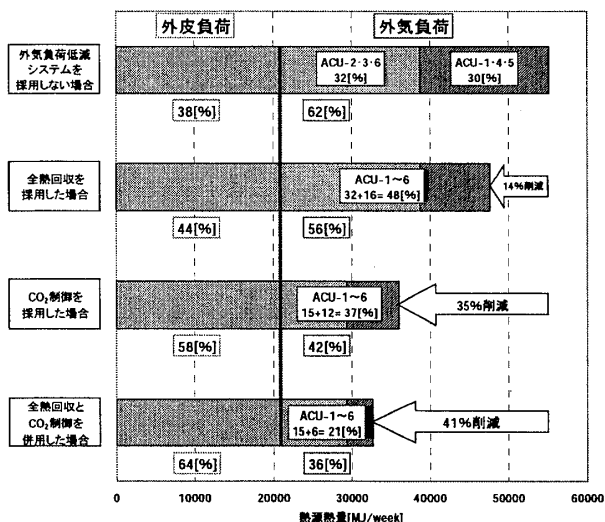 外皮負荷
外気負荷
外気負荷低減
システムを
採用しない場合
ACU-2・3・6
32[%]
ACU-1・4・5
30[%]
38[%]
62[%]
全熱回収を
採用した場合
ACU-1～6
32+16= 48[%]
14%削減
44[%]
56[%]
CO₂制御を
採用した場合
ACU-1～6
15+12= 37[%]
35%削減
58[%]
42[%]
全熱回収と
CO₂制御を
併用した場合
ACU-1～6
15+6= 21[%]
41%削減
64[%]
36[%]
0
10000
20000
30000
40000
50000
60000
熱源熱量[MJ/week]